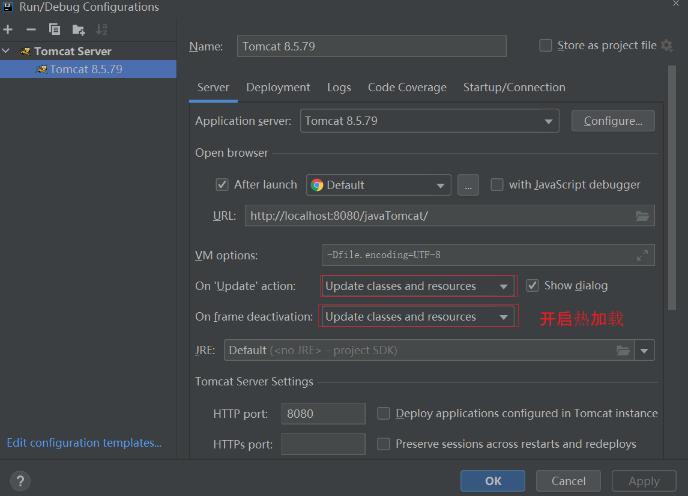 Run/Debug Configurations
Tomcat Server
Tomcat 8.5.79
Name: Tomcat 8.5.79
Store as project file
Server Deployment Logs Code Coverage Startup/Connection
Application server: Tomcat 8.5.79 Configure...
Open browser
After launch Default ... with JavaScript debugger
URL: http://localhost:8080/javaTomcat/
VM options: -Dfile.encoding=UTF-8
On 'Update' action: Update classes and resources Show dialog
On frame deactivation: Update classes and resources 开启热加载
JRE: Default (<no JRE> - project SDK)
Tomcat Server Settings
HTTP port: 8080 Deploy applications configured in Tomcat instance
HTTPs port: Preserve sessions across restarts and redeploys
Edit configuration templates...
? OK Cancel Apply